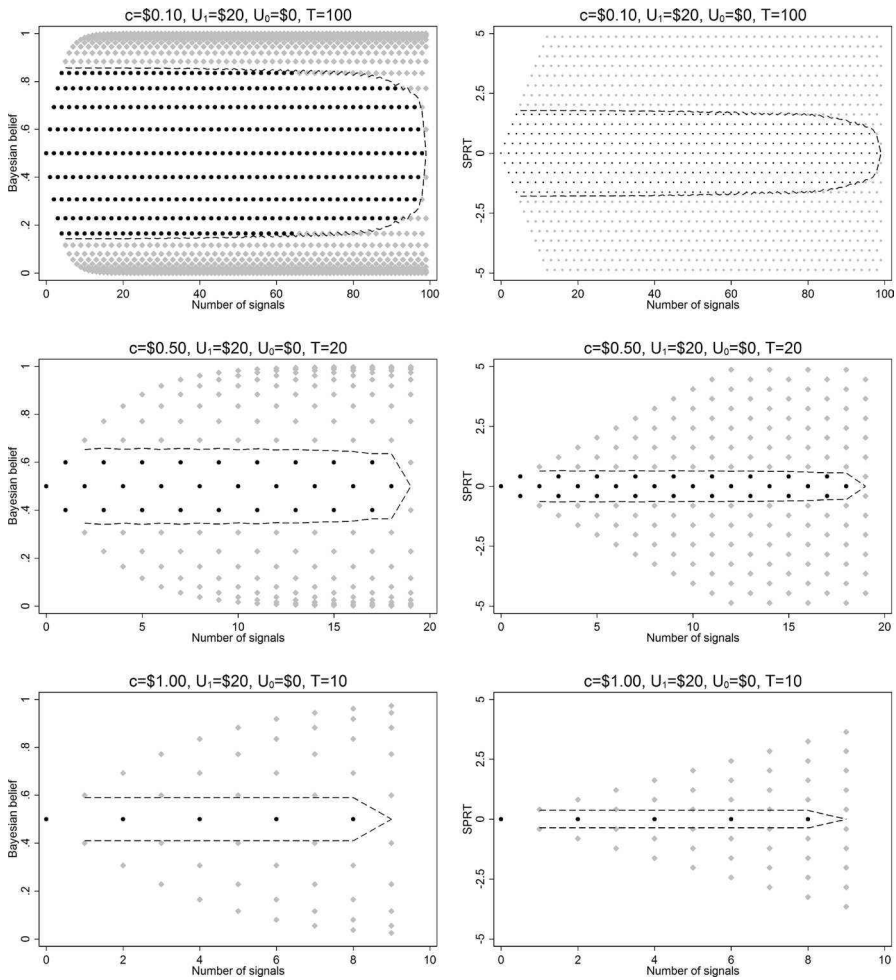 c=$0.10, U₁=$20, U₀=$0, T=100
Bayesian belief
1
.8
.6
.4
.2
0
0 20 40 60 80 100
Number of signals
c=$0.10, U₁=$20, U₀=$0, T=100
SPRT
5
2.5
0
-2.5
-5
0 20 40 60 80 100
Number of signals
c=$0.50, U₁=$20, U₀=$0, T=20
Bayesian belief
1
.8
.6
.4
.2
0
0 5 10 15 20
Number of signals
c=$0.50, U₁=$20, U₀=$0, T=20
SPRT
5
2.5
0
-2.5
-5
0 5 10 15 20
Number of signals
c=$1.00, U₁=$20, U₀=$0, T=10
Bayesian belief
1
.8
.6
.4
.2
0
0 2 4 6 8 10
Number of signals
c=$1.00, U₁=$20, U₀=$0, T=10
SPRT
5
2.5
0
-2.5
-5
0 2 4 6 8 10
Number of signals